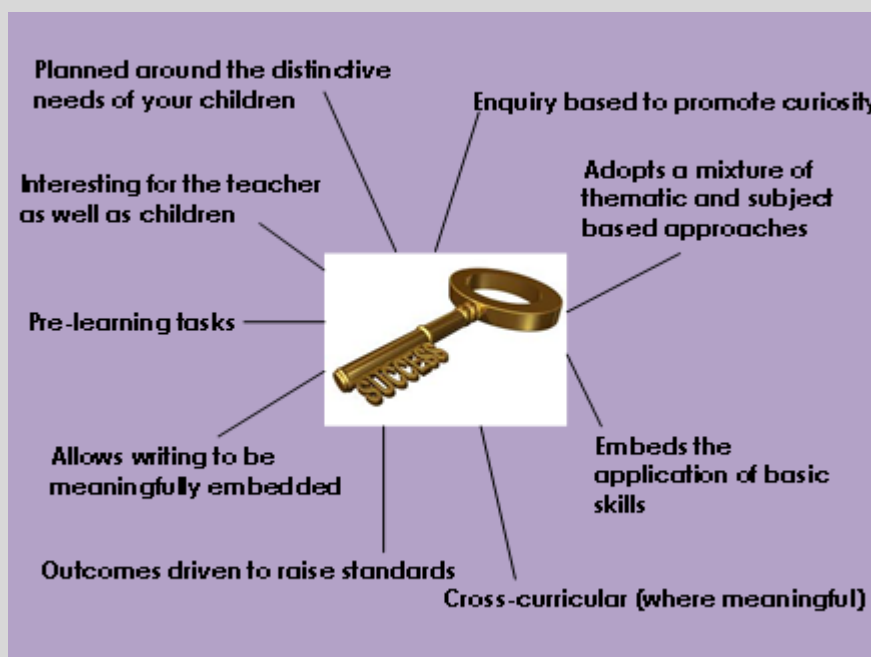 Planned around the distinctive
needs of your children
Enquiry based to promote curiosity
Interesting for the teacher
as well as children
Adopts a mixture of
thematic and subject
based approaches
Pre-learning tasks
SUCCESS
Allows writing to be
meaningfully embedded
Embeds the
application of basic
skills
Outcomes driven to raise standards
Cross-curricular (where meaningful)